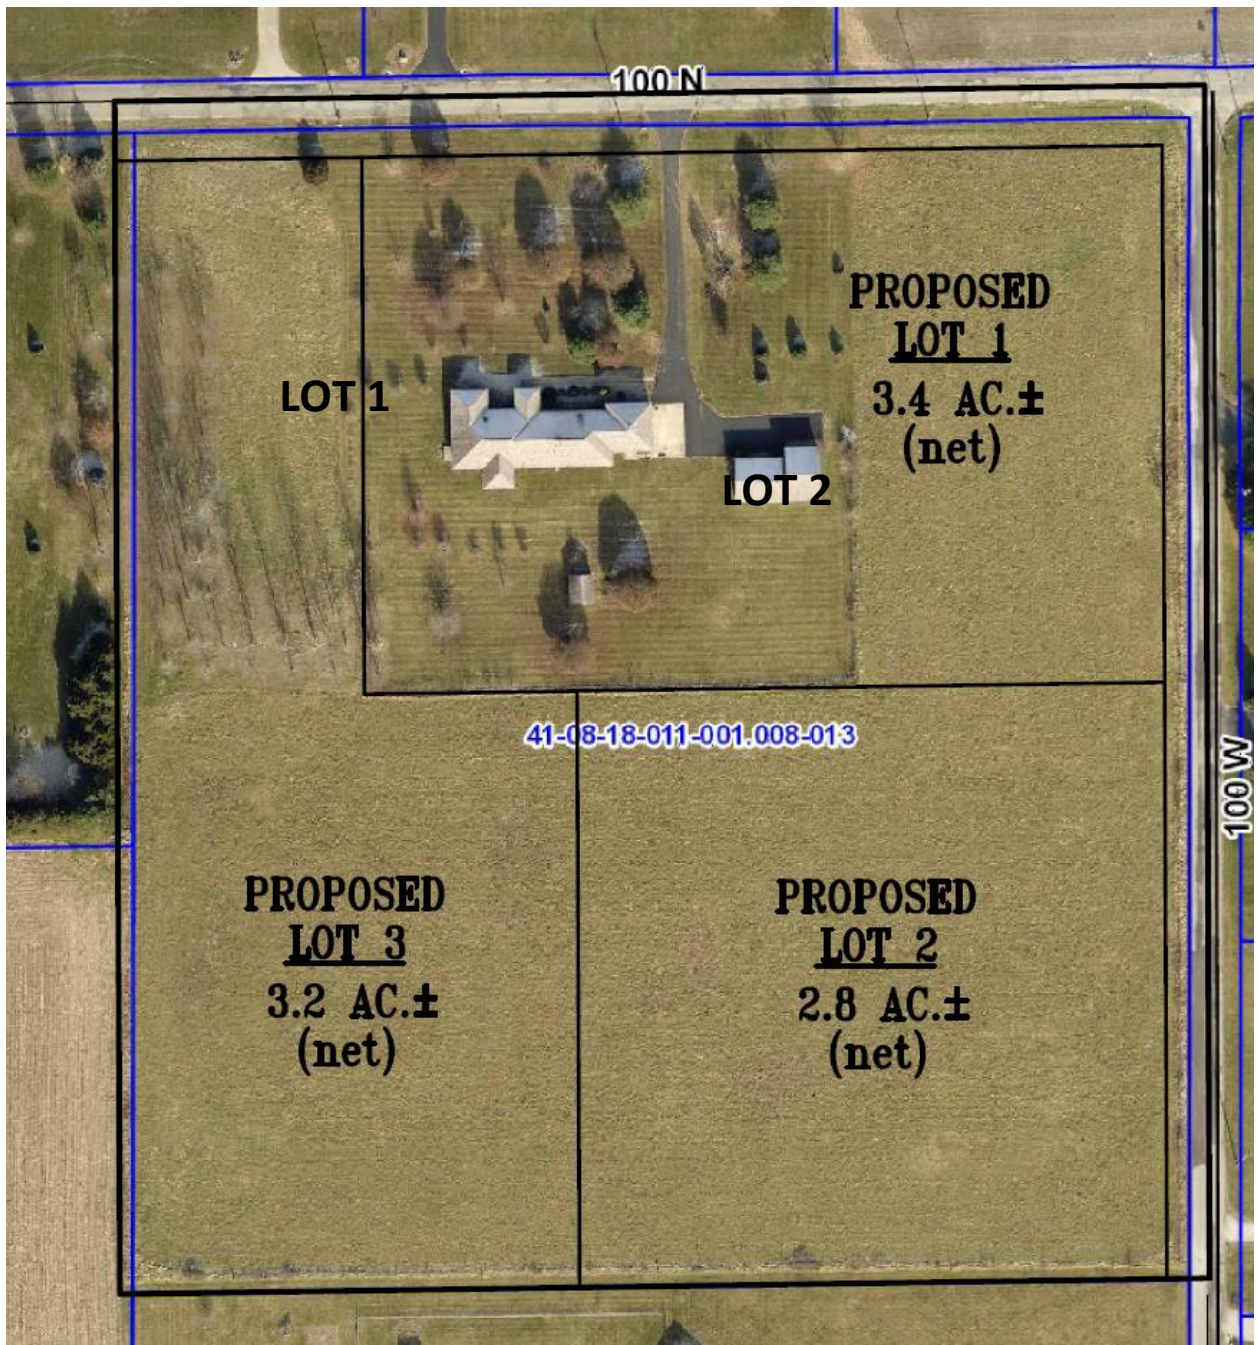 100 N
PROPOSED
LOT 1
3.4 AC.±
(net)
LOT 1
LOT 2
41-08-18-011-001.008-013
100 W
PROPOSED
LOT 3
3.2 AC.±
(net)
PROPOSED
LOT 2
2.8 AC.±
(net)